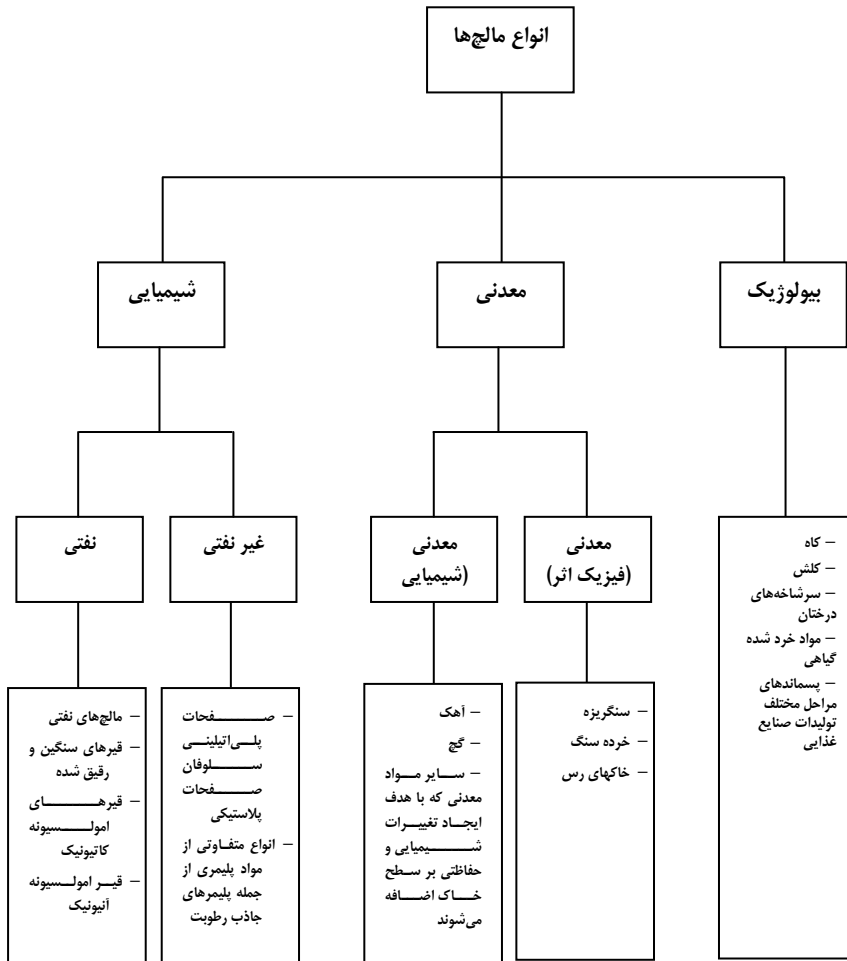 انواع مالچ‌ها
بیولوژیک
معدنی
شیمیایی
معدنی
(فیزیک اثر)
معدنی
(شیمیایی
غیر نفتی
نفتی
– کاه
– کلش
– سرشاخه‌های
درختان
– مواد خرد شده
گیاهی
– پسماندهای
مراحل مختلف
تولیدات صنایع
غذایی
– سنگریزه
– خرده سنگ
– خاکهای رس
– آهک
– گچ
– سایر مواد
معدنی که با هدف
ایجاد تغییرات
شیمیایی و
حفاظتی بر سطح
خاک اضافه
می‌شوند
– صفحات
پلی‌اتیلینی
سلوفان
صفحات
پلاستیکی
– انواع متفاوتی از
مواد پلیمری از
جمله پلیمرهای
جاذب رطوبت
– مالچ‌های نفتی
– قیرهای سنگین و
رقیق شده
– قیرهای
امولسیونه
کاتیونیک
– قیر امولسیونه
آنیونیک